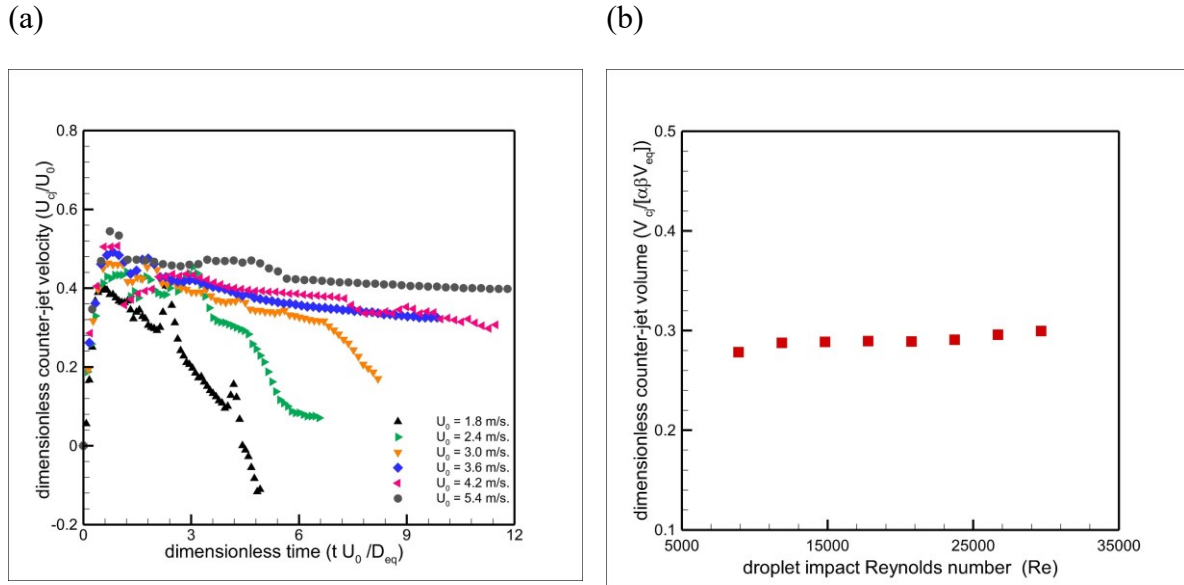 (a)
(b)
dimensionless counter-jet velocity (U_cj/U_0)
0.8
0.6
0.4
0.2
0
-0.2
0
3
6
9
12
dimensionless time (t U_0 /D_eq)
U_0 = 1.8 m/s.
U_0 = 2.4 m/s.
U_0 = 3.0 m/s.
U_0 = 3.6 m/s.
U_0 = 4.2 m/s.
U_0 = 5.4 m/s.
dimensionless counter-jet volume (V_cj/[αβV_eq])
0.5
0.4
0.3
0.2
0.1
5000
15000
25000
35000
droplet impact Reynolds number (Re)